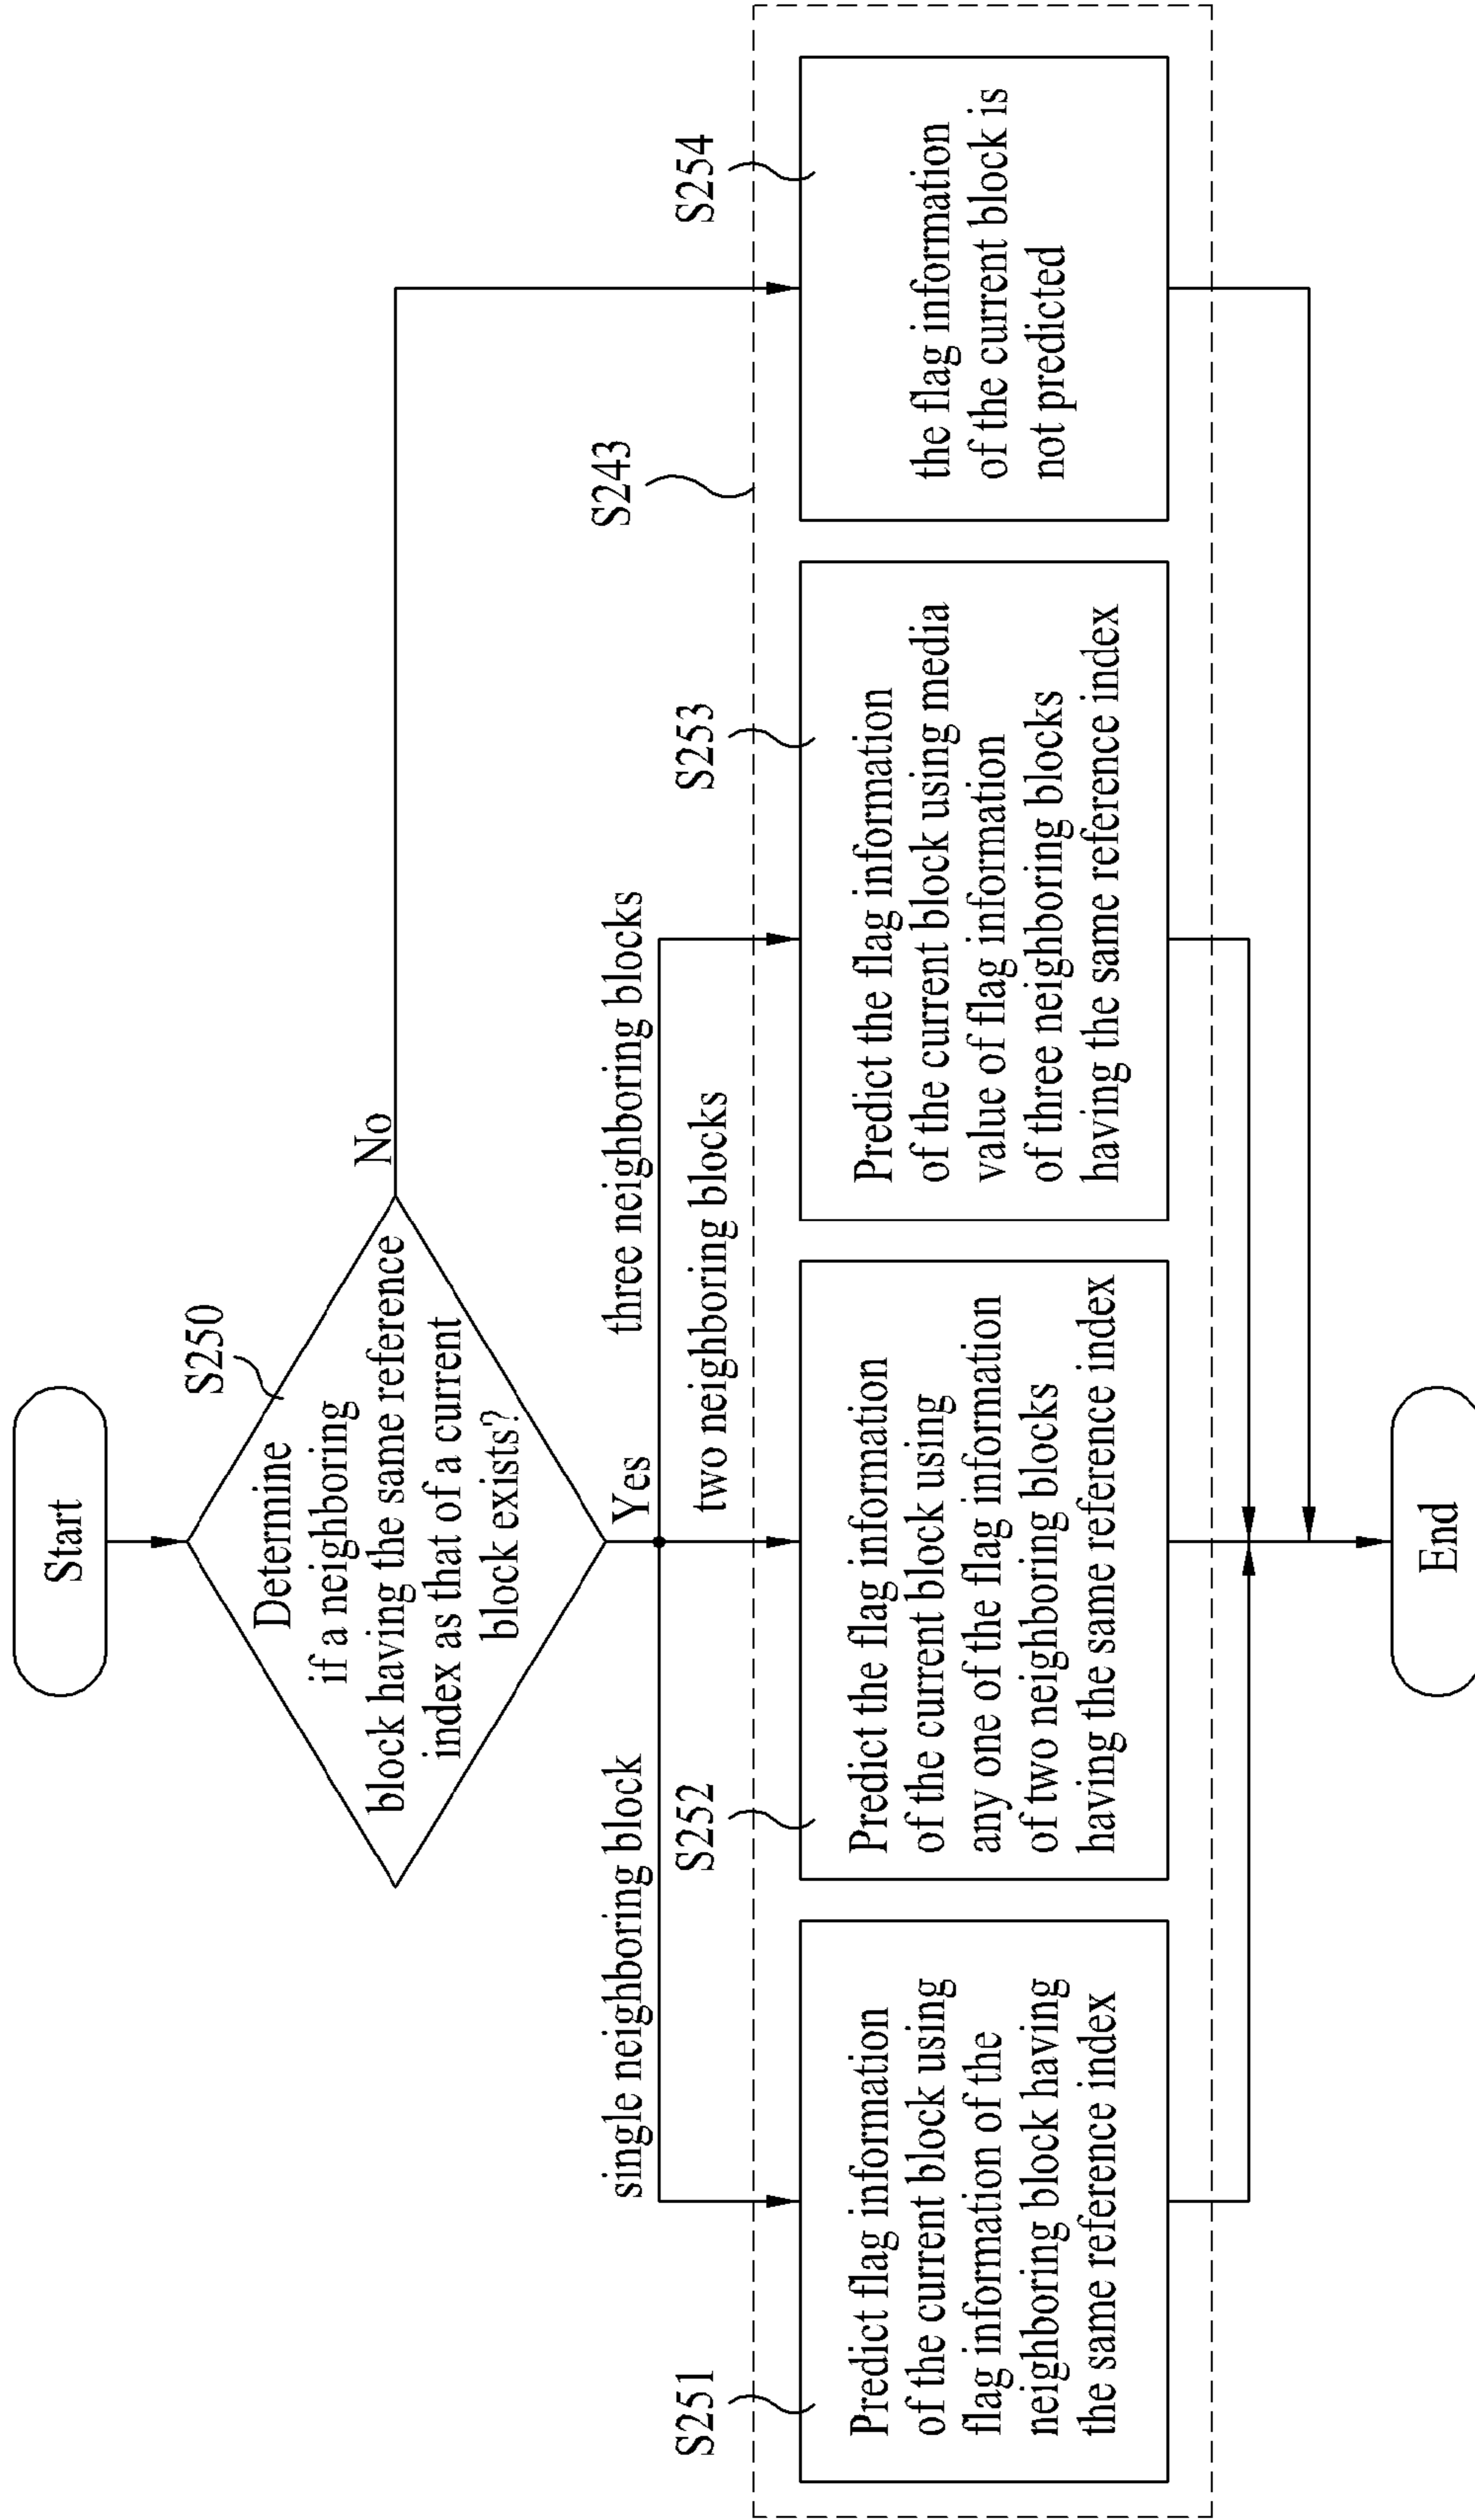 Start
S250
Determine
if a neighboring
block having the same reference
index as that of a current
block exists?
No
Yes
single neighboring block
three neighboring blocks
two neighboring blocks
S243
S251
Predict flag information
of the current block using
flag information of the
neighboring block having
the same reference index
S252
Predict the flag information
of the current block using
any one of the flag information
of two neighboring blocks
having the same reference index
S253
Predict the flag information
of the current block using media
value of flag information
of three neighboring blocks
having the same reference index
S254
the flag information
of the current block is
not predicted
End